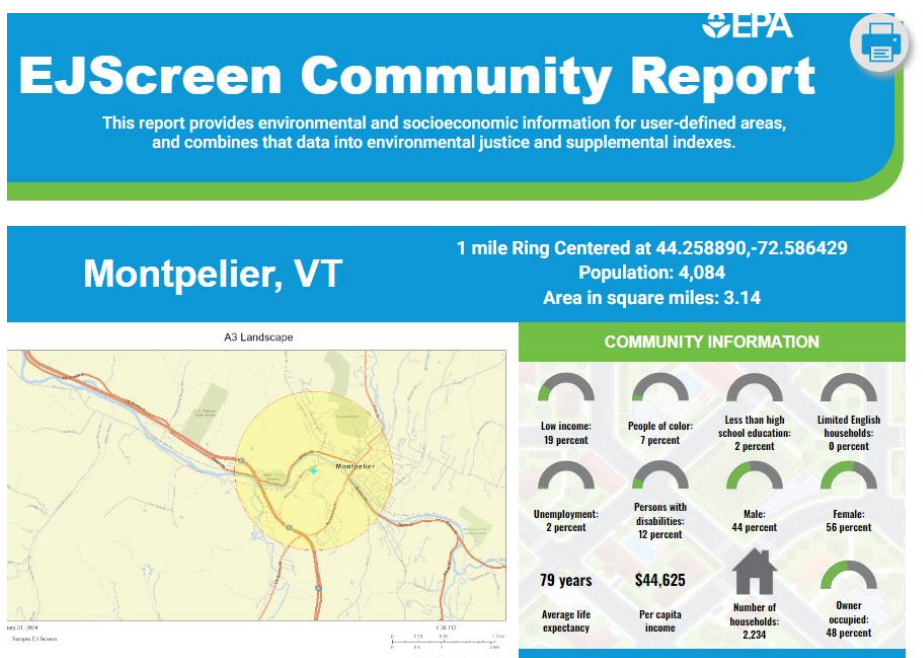 EPA
EJScreen Community Report
This report provides environmental and socioeconomic information for user-defined areas,
and combines that data into environmental justice and supplemental indexes.
Montpelier, VT
1 mile Ring Centered at 44.258890,-72.586429
Population: 4,084
Area in square miles: 3.14
A3 Landscape
Montpelier
COMMUNITY INFORMATION
Low income:
19 percent
People of color:
7 percent
Less than high
school education:
2 percent
Limited English
households:
0 percent
Unemployment:
2 percent
Persons with
disabilities:
12 percent
Male:
44 percent
Female:
56 percent
79 years
Average life
expectancy
$44,625
Per capita
income
Number of
households:
2,234
Owner
occupied:
48 percent